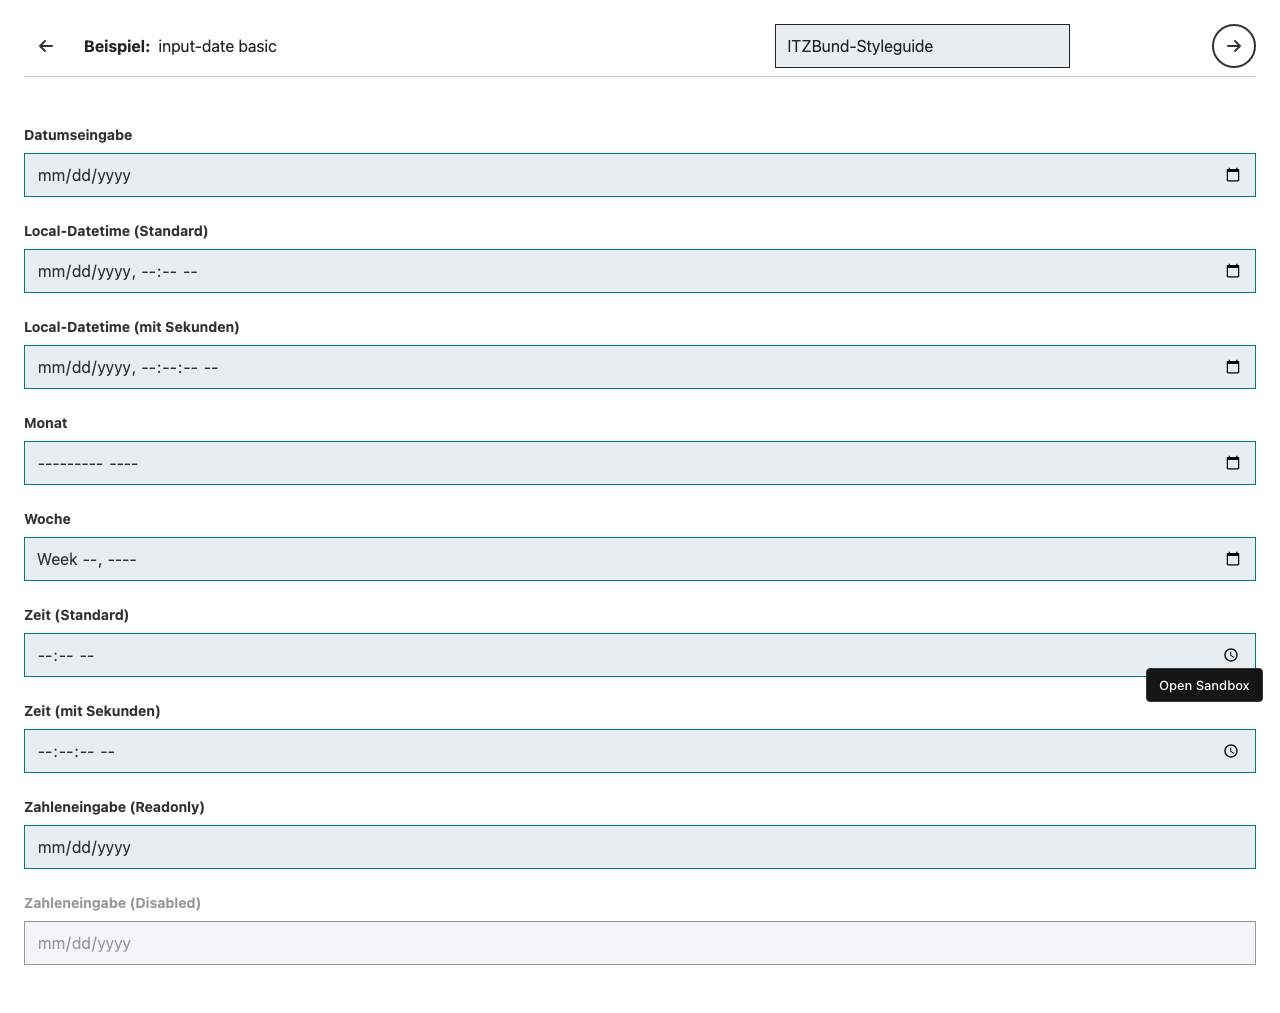 Beispiel: input-date basic
ITZBund-Styleguide
Datumseingabe
mm/dd/yyyy
Local-Datetime (Standard)
mm/dd/yyyy, --:-- --
Local-Datetime (mit Sekunden)
mm/dd/yyyy, --:--:-- --
Monat
--------- ----
Woche
Week --, ----
Zeit (Standard)
--:-- --
Open Sandbox
Zeit (mit Sekunden)
--:--:-- --
Zahleneingabe (Readonly)
mm/dd/yyyy
Zahleneingabe (Disabled)
mm/dd/yyyy